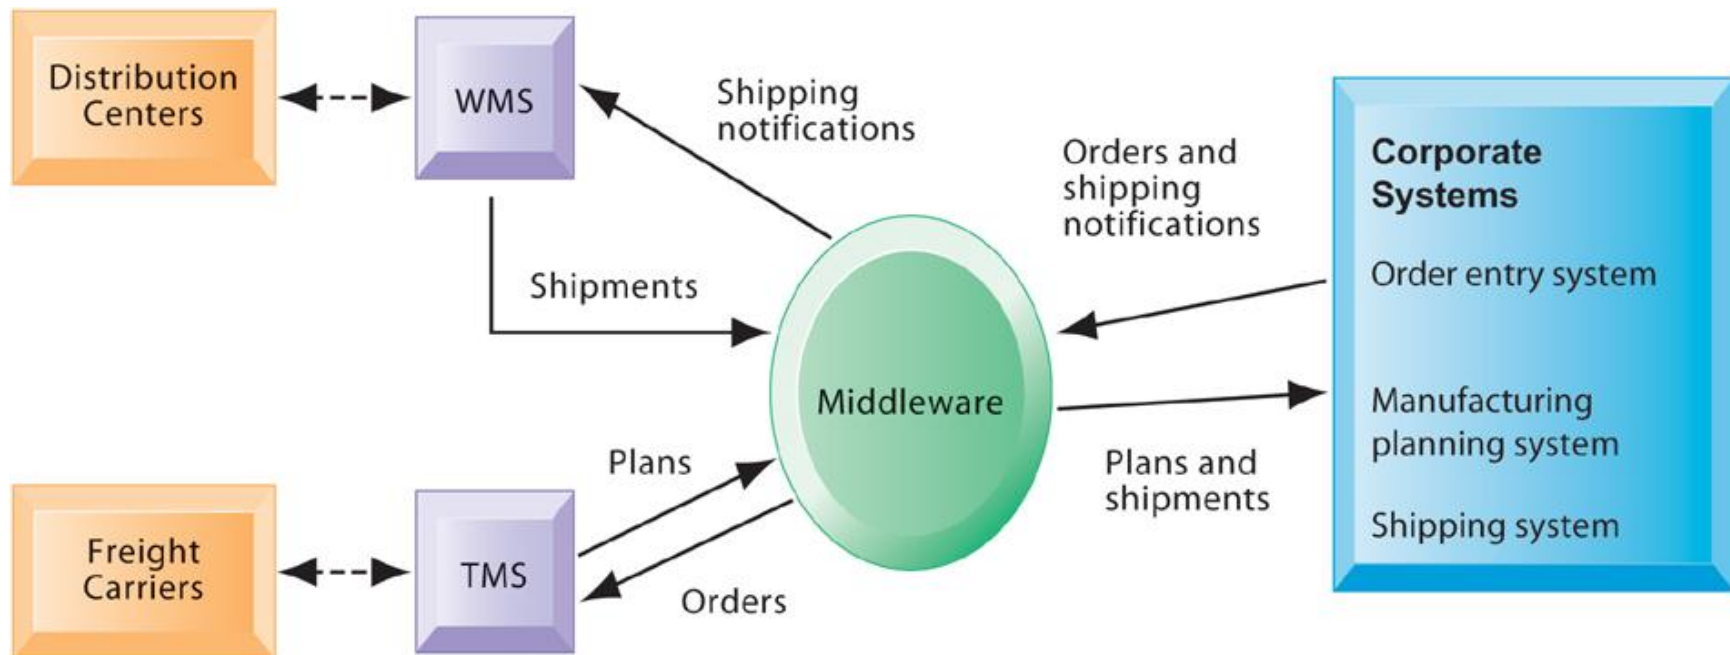 Distribution
Centers
WMS
Shipping
notifications
Orders and
shipping
notifications
Corporate
Systems
Order entry system
Shipments
Middleware
Manufacturing
planning system
Plans
Plans and
shipments
Shipping system
Freight
Carriers
TMS
Orders